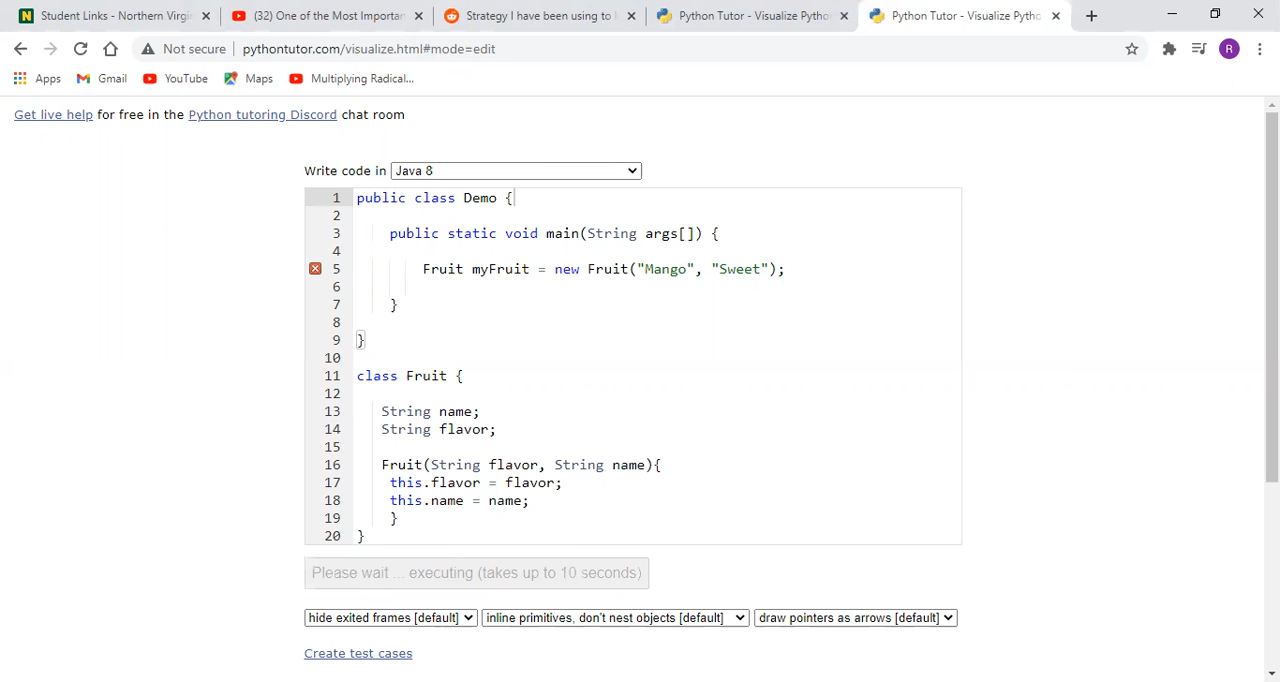 Student Links - Northern Virgi
(32) One of the Most Importan
Strategy I have been using to
Python Tutor - Visualize Pytho
Python Tutor - Visualize Pytho
Not secure | pythontutor.com/visualize.html#mode=edit
R
Apps Gmail YouTube Maps Multiplying Radical...
Get live help for free in the Python tutoring Discord chat room
Write code in Java 8
1 public class Demo {
2
3 public static void main(String args[]) {
4
5 Fruit myFruit = new Fruit("Mango", "Sweet");
6
7 }
8
9 }
10
11 class Fruit {
12
13 String name;
14 String flavor;
15
16 Fruit(String flavor, String name){
17 this.flavor = flavor;
18 this.name = name;
19 }
20 }
Please wait ... executing (takes up to 10 seconds)
hide exited frames [default] inline primitives, don't nest objects [default] draw pointers as arrows [default]
Create test cases